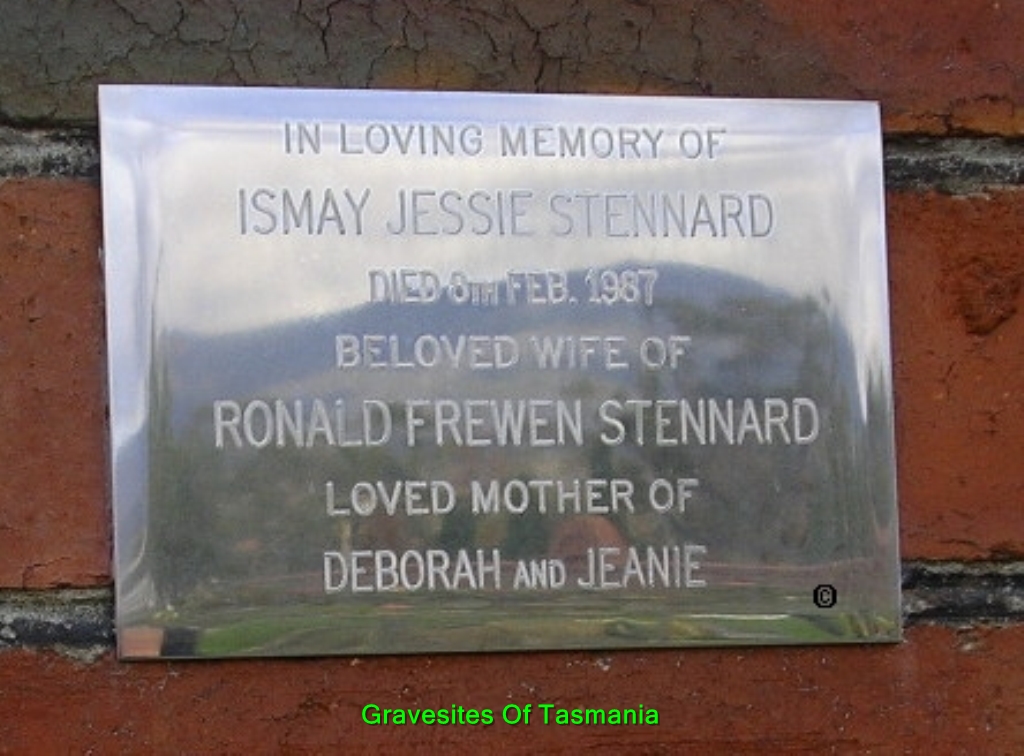 IN LOVING MEMORY OF
ISMAY JESSIE STENNARD
DIED 8TH FEB. 1987
BELOVED WIFE OF
RONALD FREWEN STENNARD
LOVED MOTHER OF
DEBORAH AND JEANIE
©
Gravesites Of Tasmania